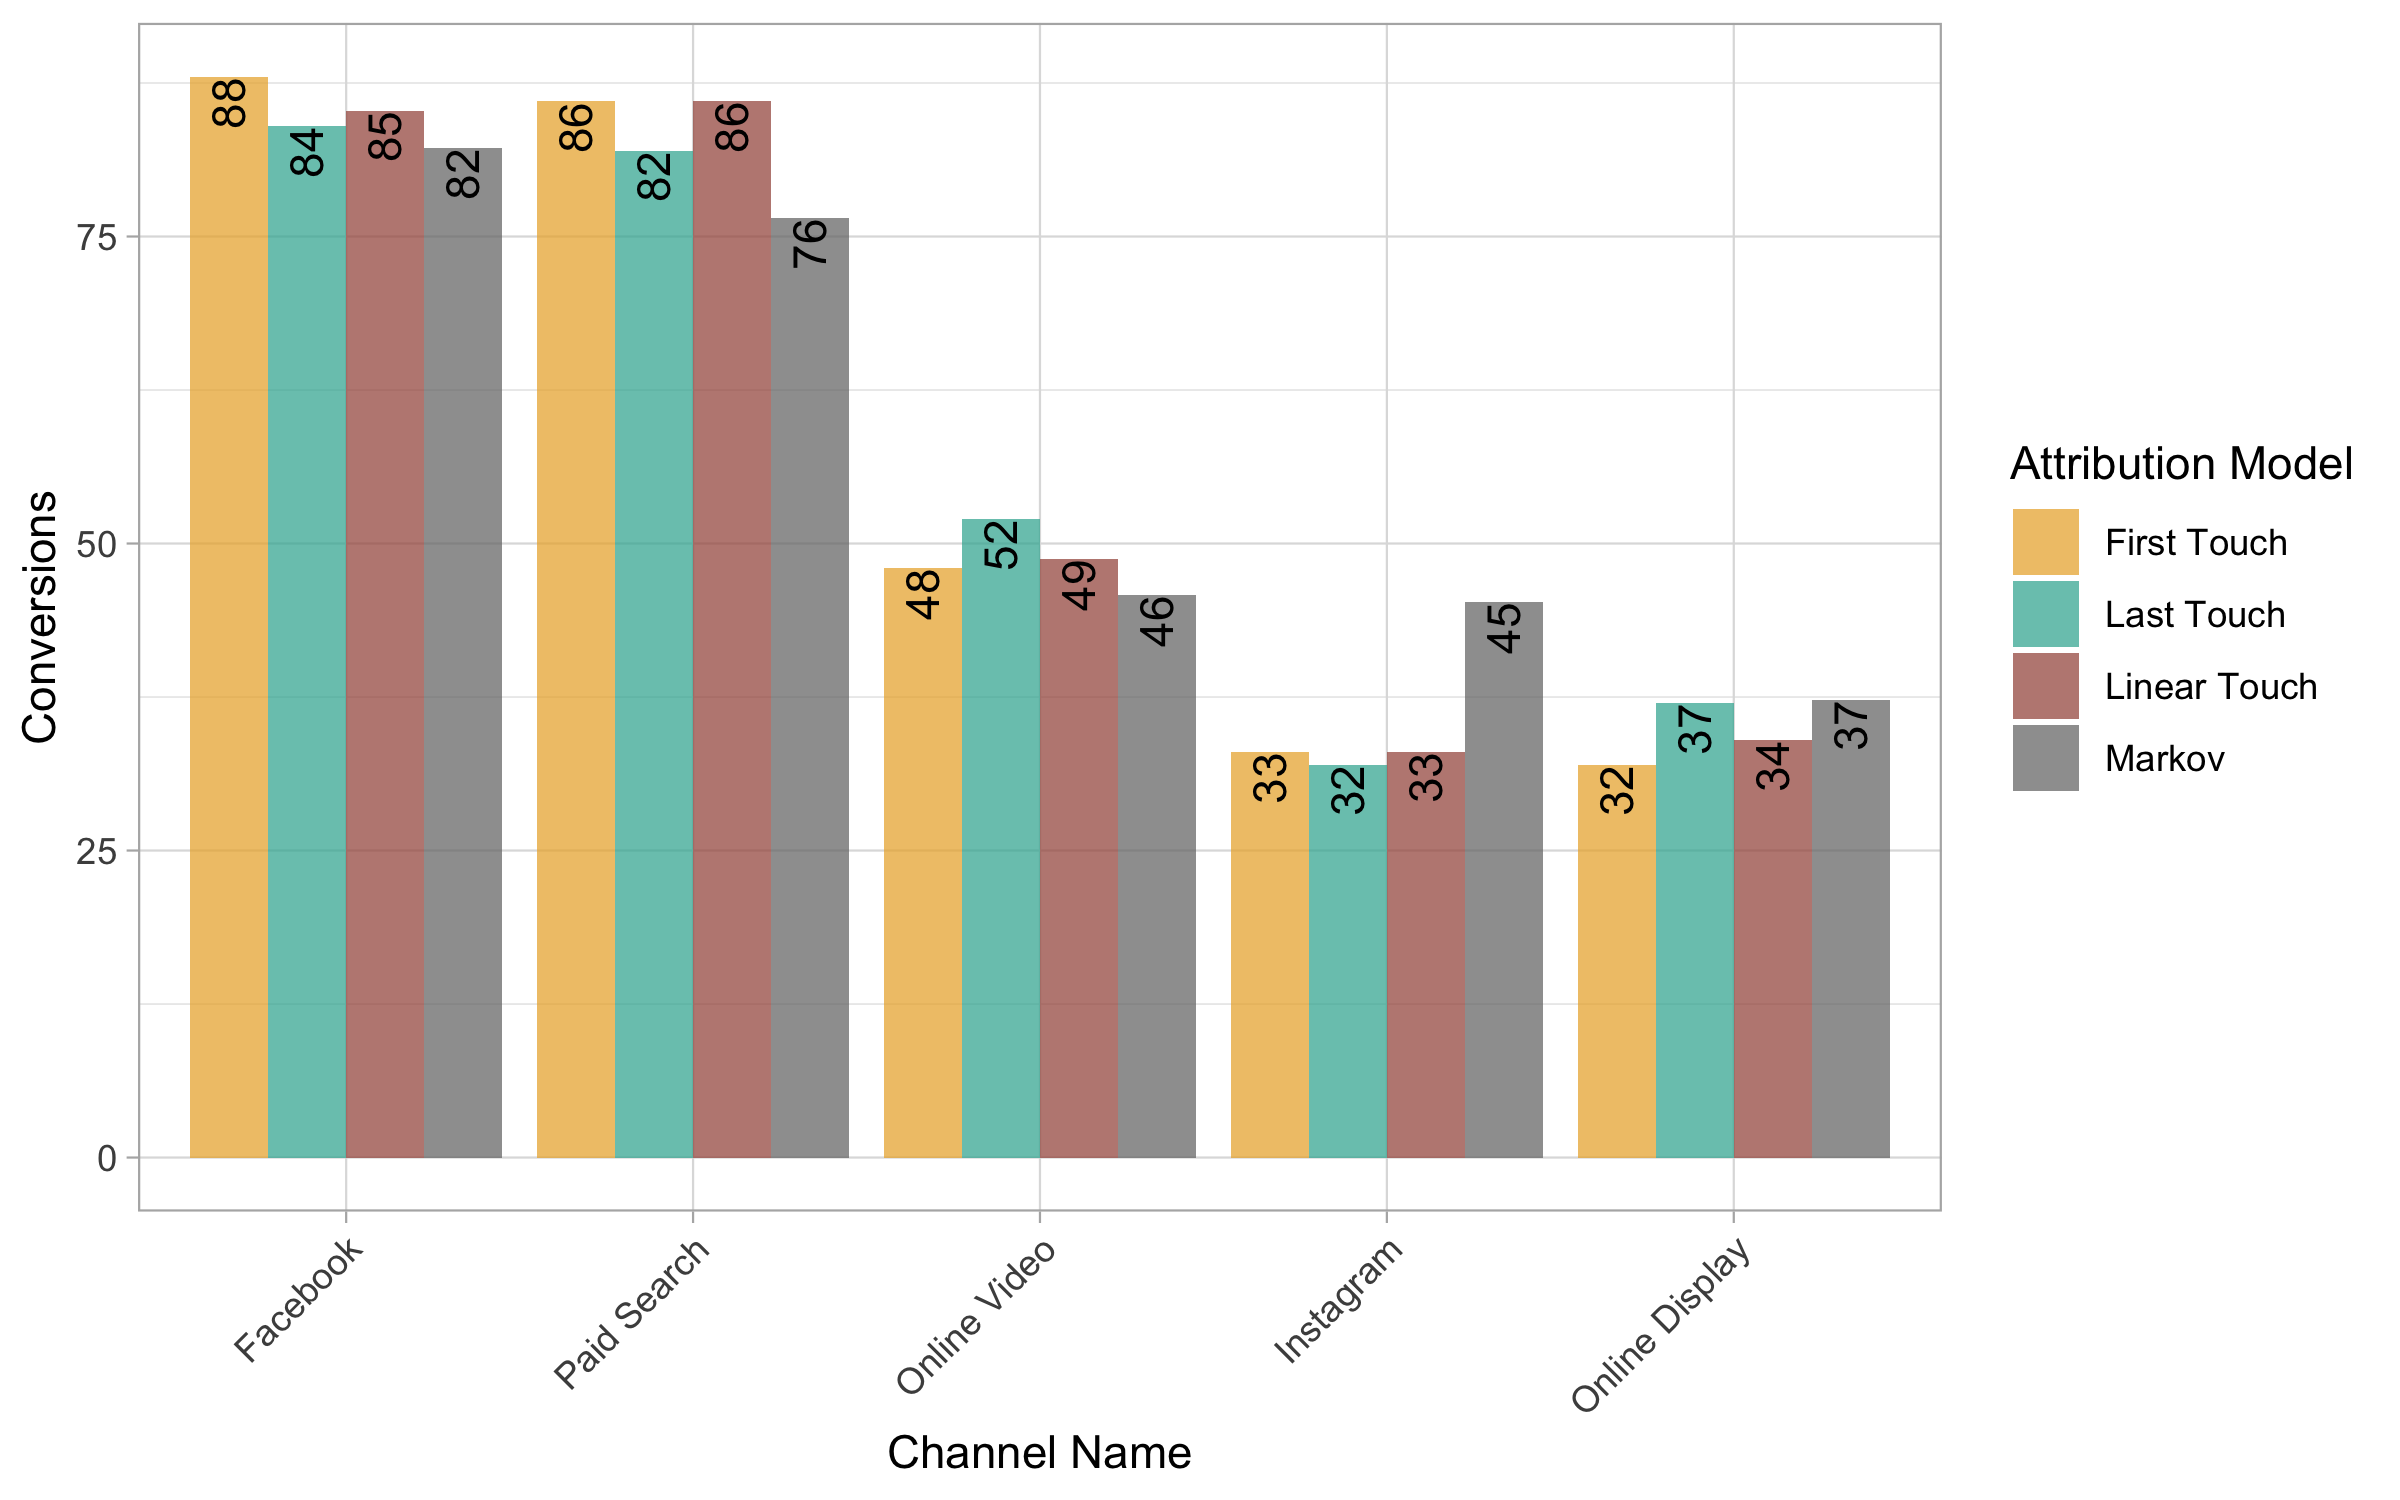 88
84
85
82
86
82
86
76
48
52
49
46
33
32
33
45
32
37
34
37
75
50
25
0
Conversions
Facebook
Paid Search
Online Video
Instagram
Online Display
Channel Name
Attribution Model
First Touch
Last Touch
Linear Touch
Markov